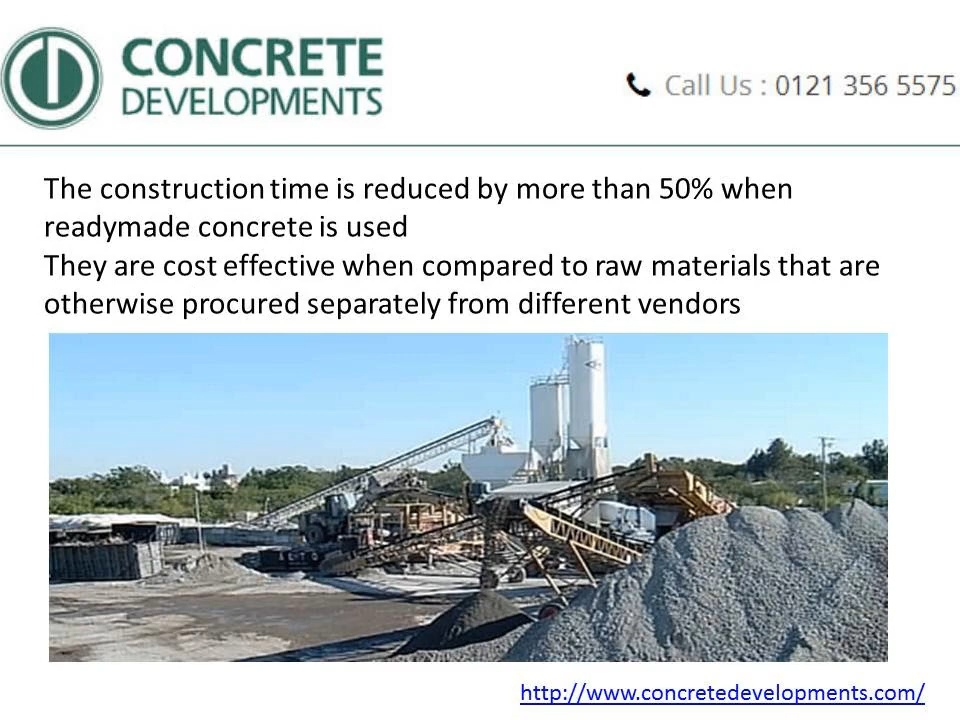 CONCRETE
DEVELOPMENTS
Call Us : 0121 356 5575
The construction time is reduced by more than 50% when
readymade concrete is used
They are cost effective when compared to raw materials that are
otherwise procured separately from different vendors
http://www.concretedevelopments.com/